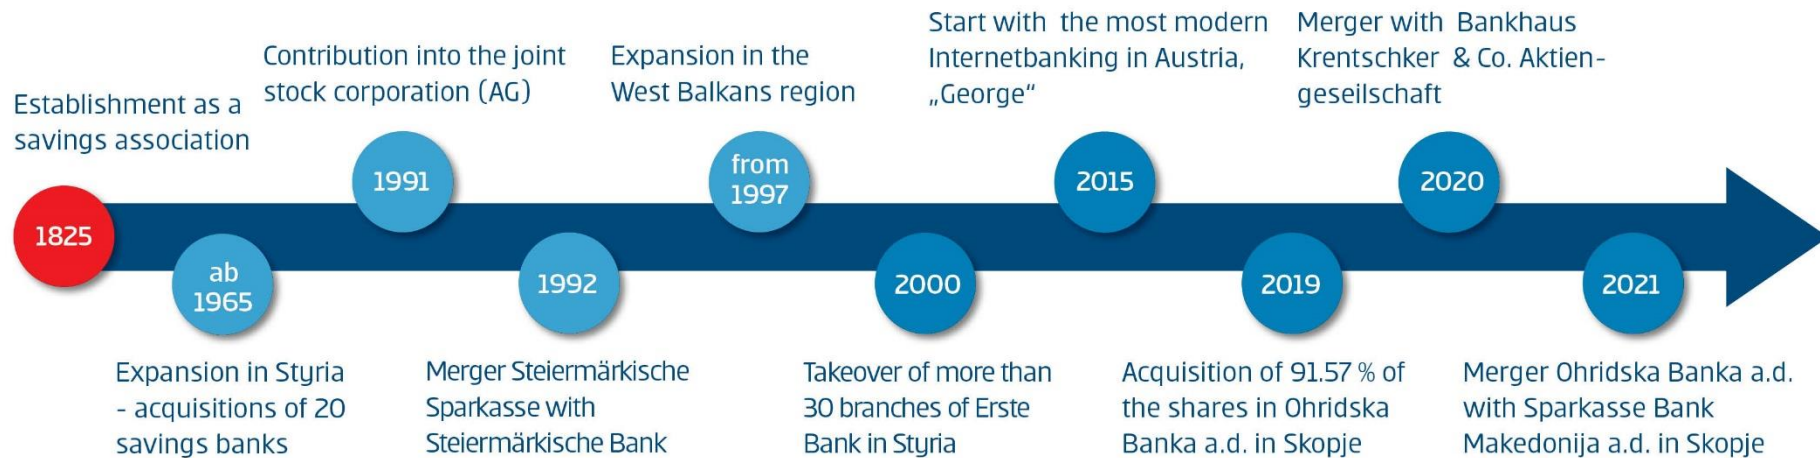 Establishment as a
savings association
1825
ab
1965
Expansion in Styria
- acquisitions of 20
savings banks
Contribution into the joint
stock corporation (AG)
1991
1992
Merger Steiermärkische
Sparkasse with
Steiermärkische Bank
Expansion in the
West Balkans region
from
1997
2000
Takeover of more than
30 branches of Erste
Bank in Styria
Start with the most modern
Internetbanking in Austria,
„George“
2015
2019
Acquisition of 91.57 % of
the shares in Ohridska
Banka a.d. in Skopje
Merger with Bankhaus
Krentschker & Co. Aktien-
geseilschaft
2020
2021
Merger Ohridska Banka a.d.
with Sparkasse Bank
Makedonija a.d. in Skopje